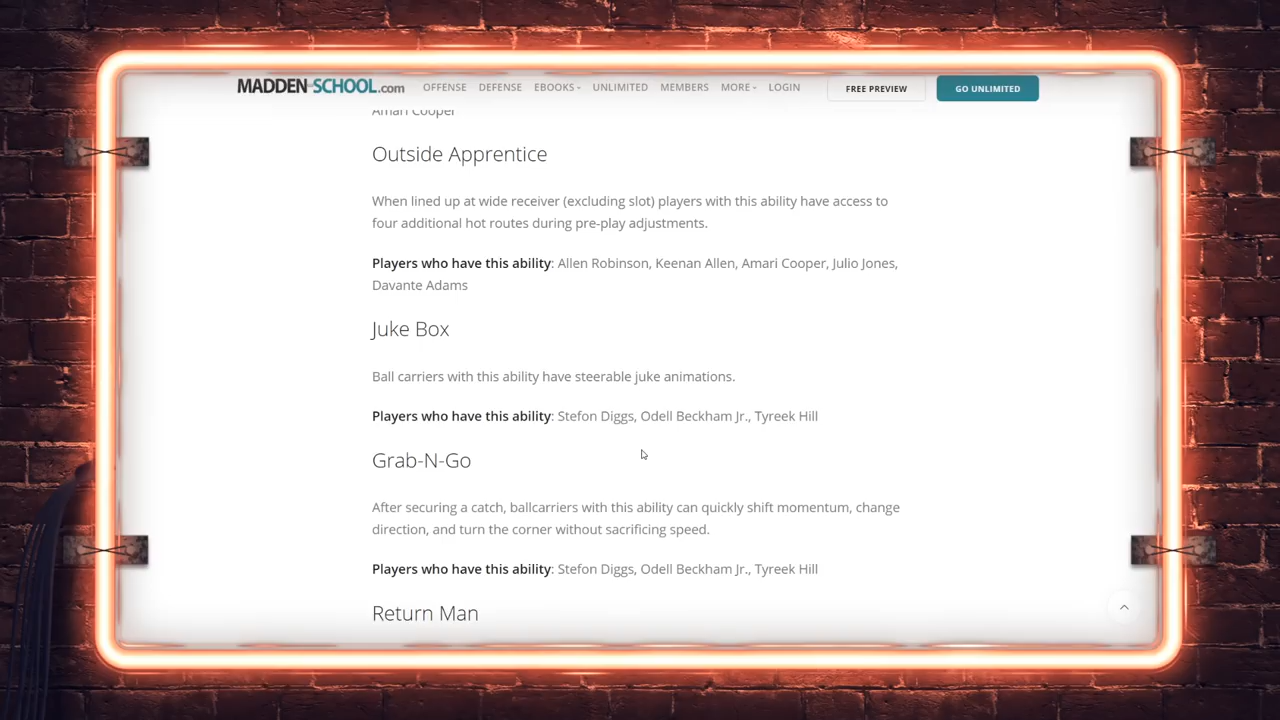 MADDEN-SCHOOL.com OFFENSE DEFENSE EBOOKS UNLIMITED MEMBERS MORE LOGIN FREE PREVIEW GO UNLIMITED
Amari Cooper
Outside Apprentice
When lined up at wide receiver (excluding slot) players with this ability have access to
four additional hot routes during pre-play adjustments.
Players who have this ability: Allen Robinson, Keenan Allen, Amari Cooper, Julio Jones,
Davante Adams
Juke Box
Ball carriers with this ability have steerable juke animations.
Players who have this ability: Stefon Diggs, Odell Beckham Jr., Tyreek Hill
Grab-N-Go
After securing a catch, ballcarriers with this ability can quickly shift momentum, change
direction, and turn the corner without sacrificing speed.
Players who have this ability: Stefon Diggs, Odell Beckham Jr., Tyreek Hill
Return Man